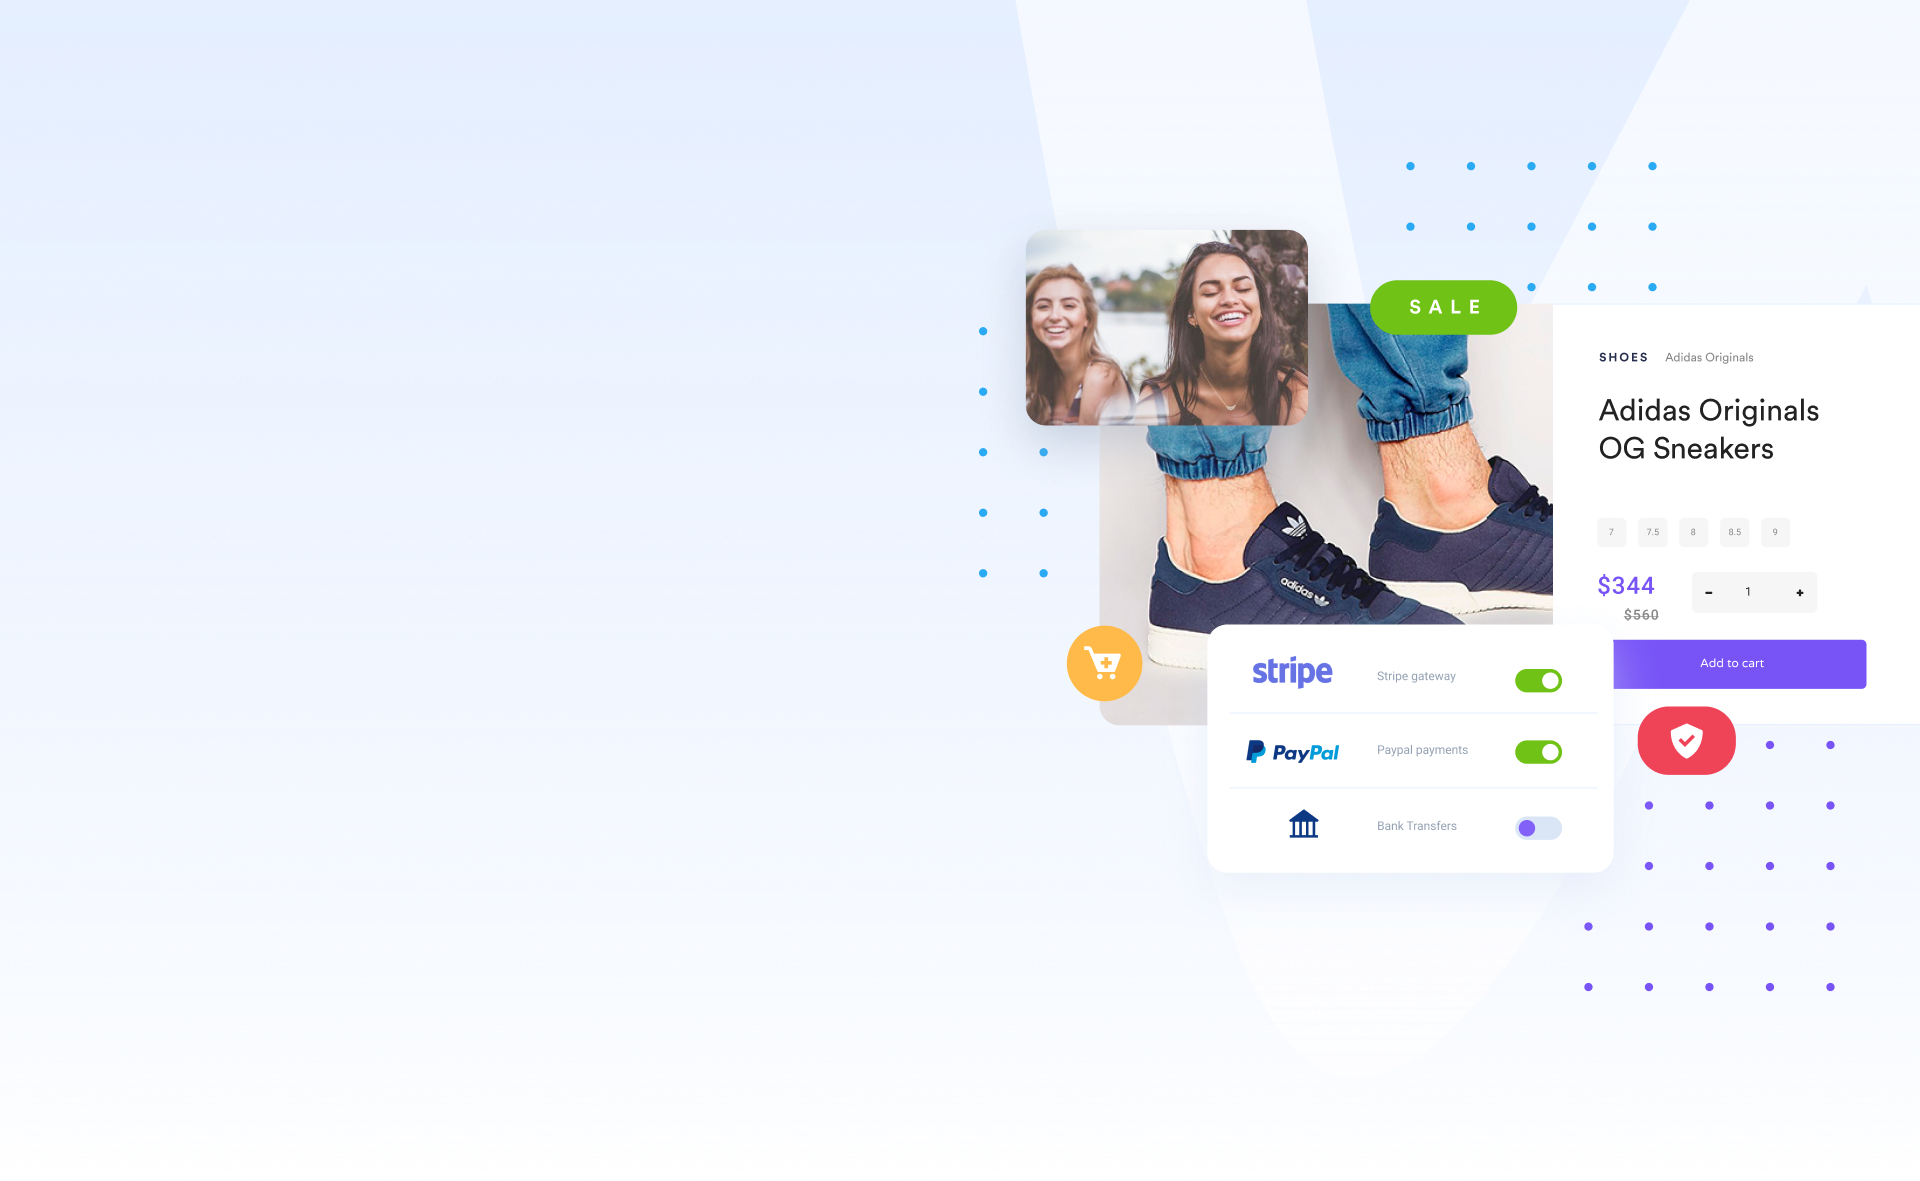 SALE
SHOES Adidas Originals
Adidas Originals
OG Sneakers
7 7.5 8 8.5 9
$344
$560
- 1 +
Add to cart
adidas
stripe Stripe gateway
PayPal Paypal payments
Bank Transfers